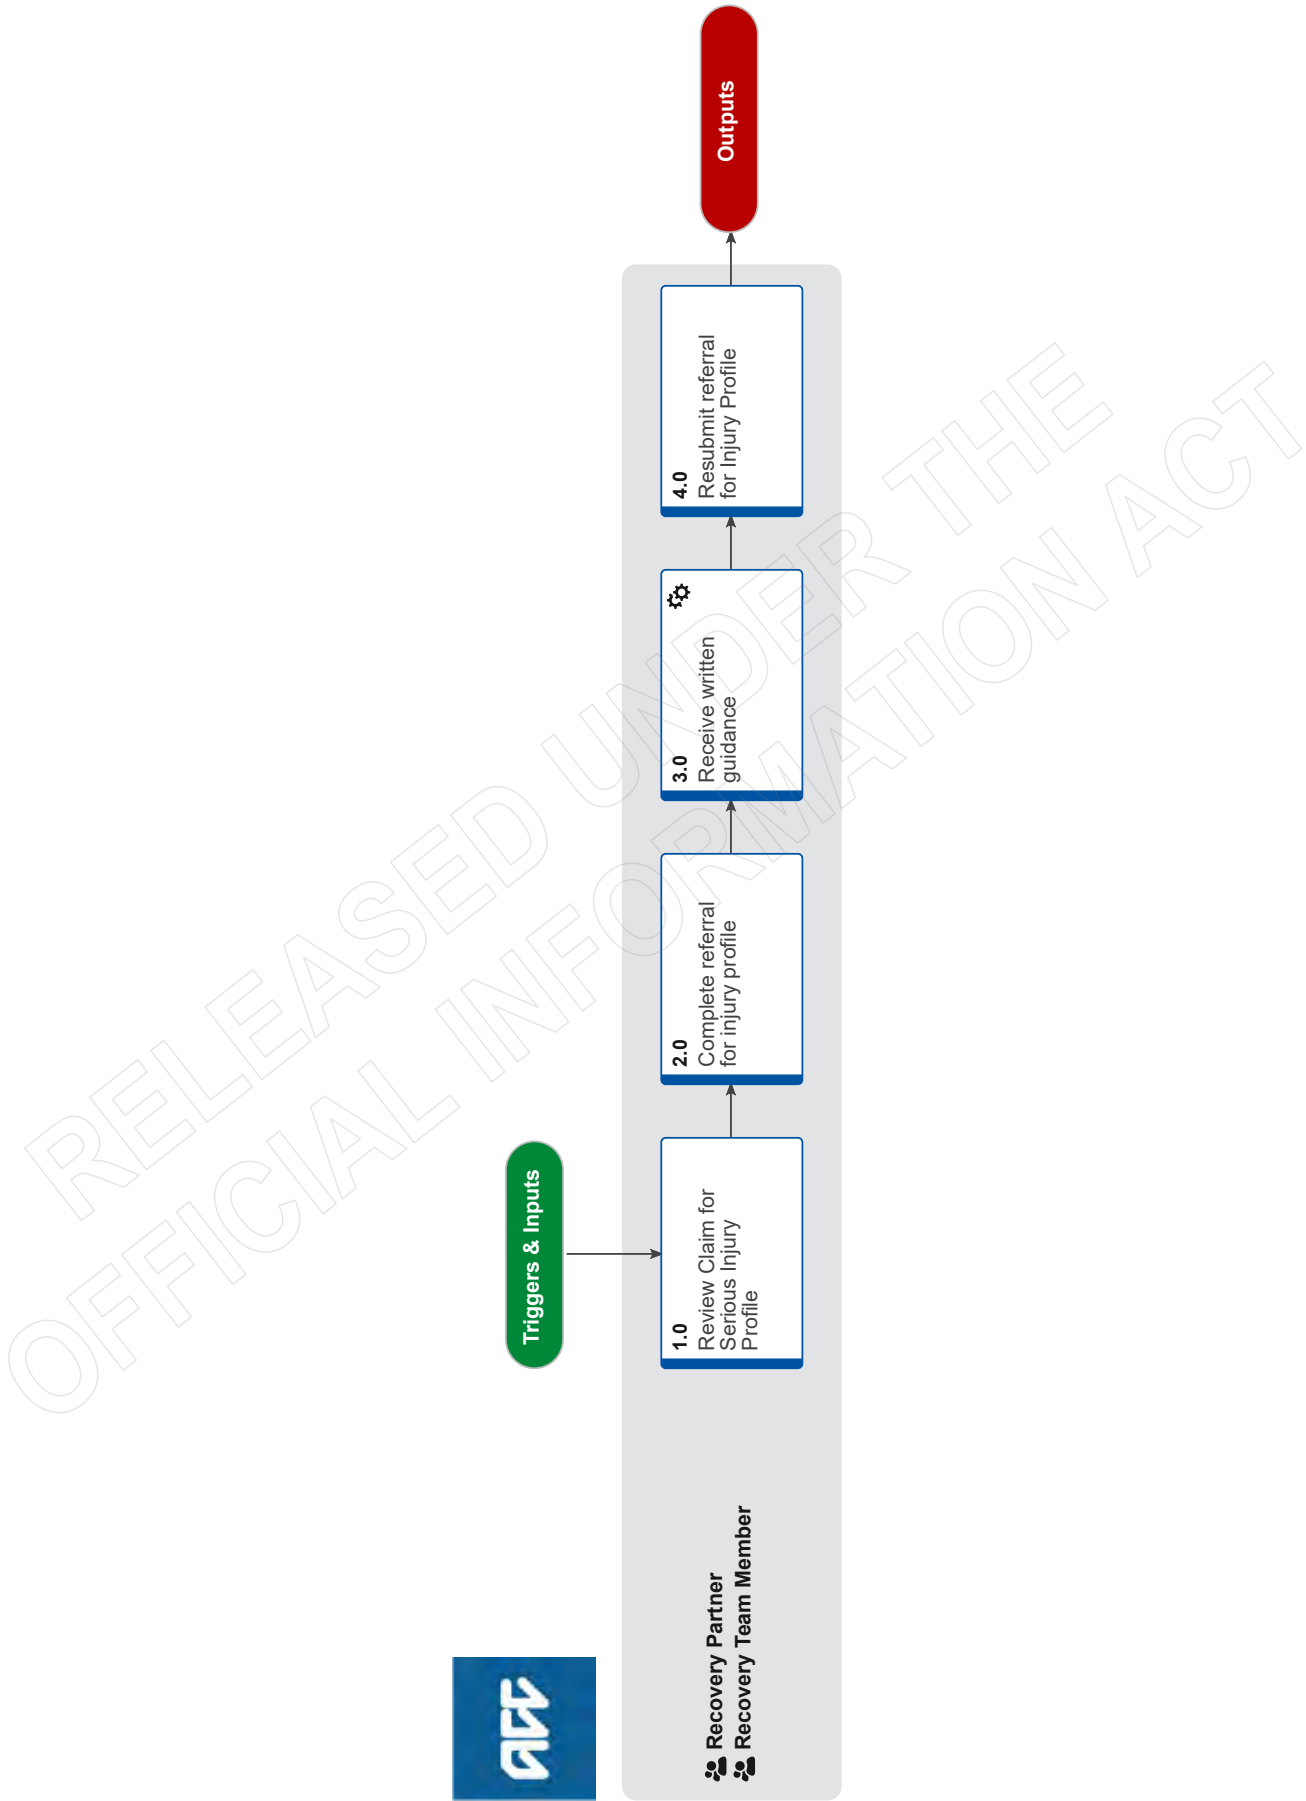 acc
Triggers & Inputs
Outputs
Recovery Partner
Recovery Team Member
1.0
Review Claim for
Serious Injury
Profile
2.0
Complete referral
for injury profile
3.0
Receive written
guidance
4.0
Resubmit referral
for Injury Profile
RELEASED UNDER THE
OFFICIAL INFORMATION ACT